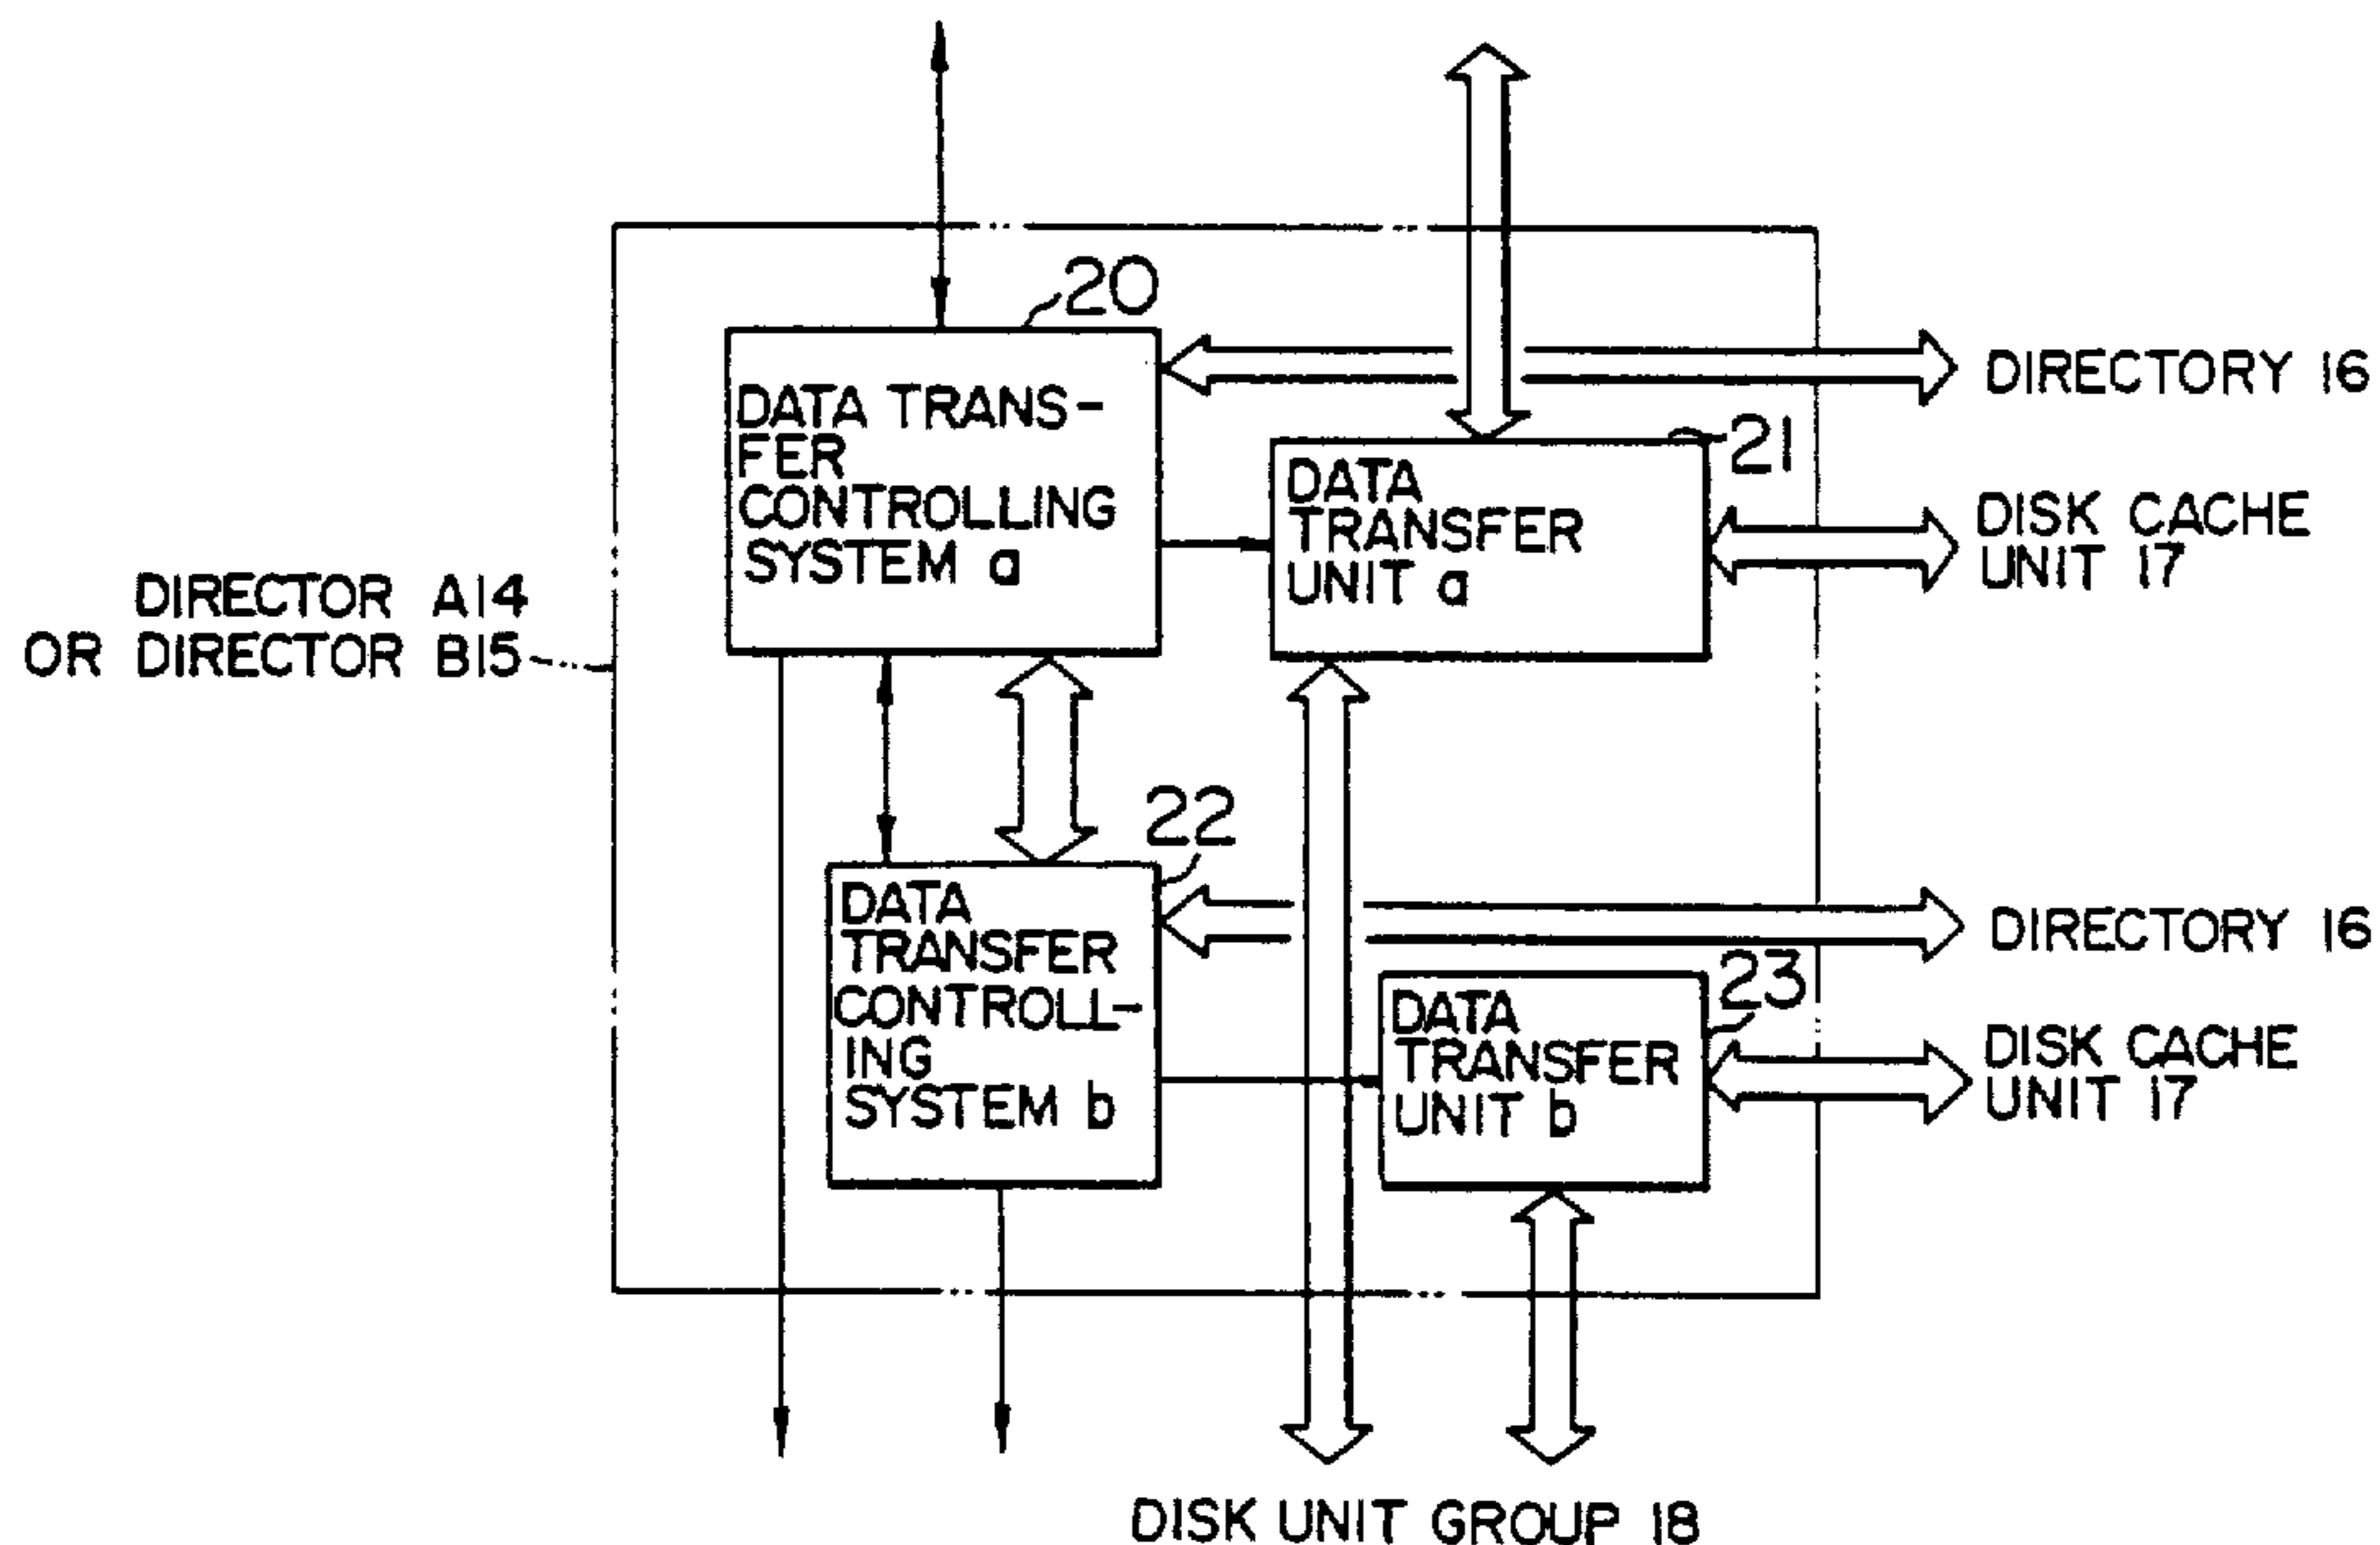 20
DATA TRANS-
FER
CONTROLLING
SYSTEM a
DIRECTORY 16
21
DATA
TRANSFER
UNIT a
DISK CACHE
UNIT 17
DIRECTOR A14
OR DIRECTOR B15
22
DATA
TRANSFER
CONTROLL-
ING
SYSTEM b
DIRECTORY 16
23
DATA
TRANSFER
UNIT b
DISK CACHE
UNIT 17
DISK UNIT GROUP 18